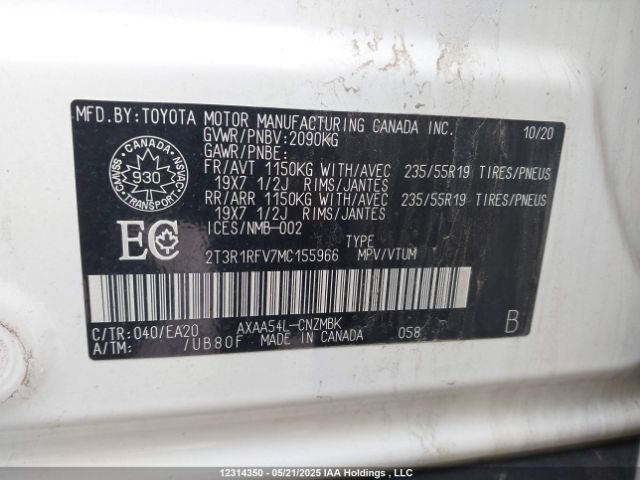 MFD.BY: TOYOTA MOTOR MANUFACTURING CANADA INC. 10/20
GVWR/PNBV: 2090KG
GAWR/PNBE:
FR/AVT 1150KG WITH/AVEC 235/55R19 TIRES/PNEUS
19X7 1/2J RIMS/JANTES
RR/ARR 1150KG WITH/AVEC 235/55R19 TIRES/PNEUS
19X7 1/2J RIMS/JANTES
ICES/NMB-002
TYPE
2T3R1RFV7MC155966 MPV/VTUM
CANADA
CMVSS
930
NSVAC
TRANSPORT
EC
C/TR: 040/EA20 AXAA54L-CNZMBK
A/TM: /UB80F MADE IN CANADA 058 B
12314350 - 05/21/2025 IAA Holdings , LLC